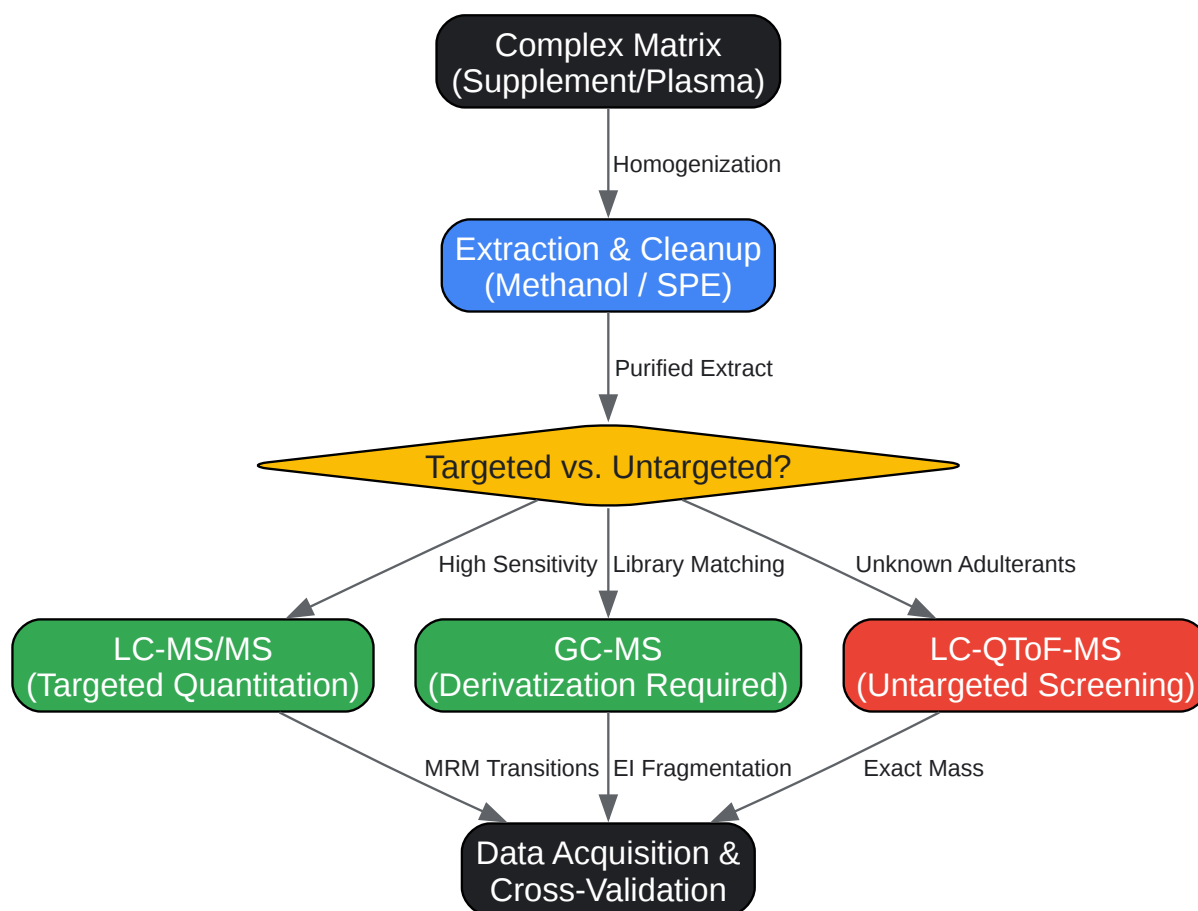 Complex Matrix
(Supplement/Plasma)
Homogenization
Extraction & Cleanup
(Methanol / SPE)
Purified Extract
Targeted vs. Untargeted?
High Sensitivity
Library Matching
Unknown Adulterants
LC-MS/MS
(Targeted Quantitation)
GC-MS
(Derivatization Required)
LC-QToF-MS
(Untargeted Screening)
MRM Transitions
EI Fragmentation
Exact Mass
Data Acquisition &
Cross-Validation